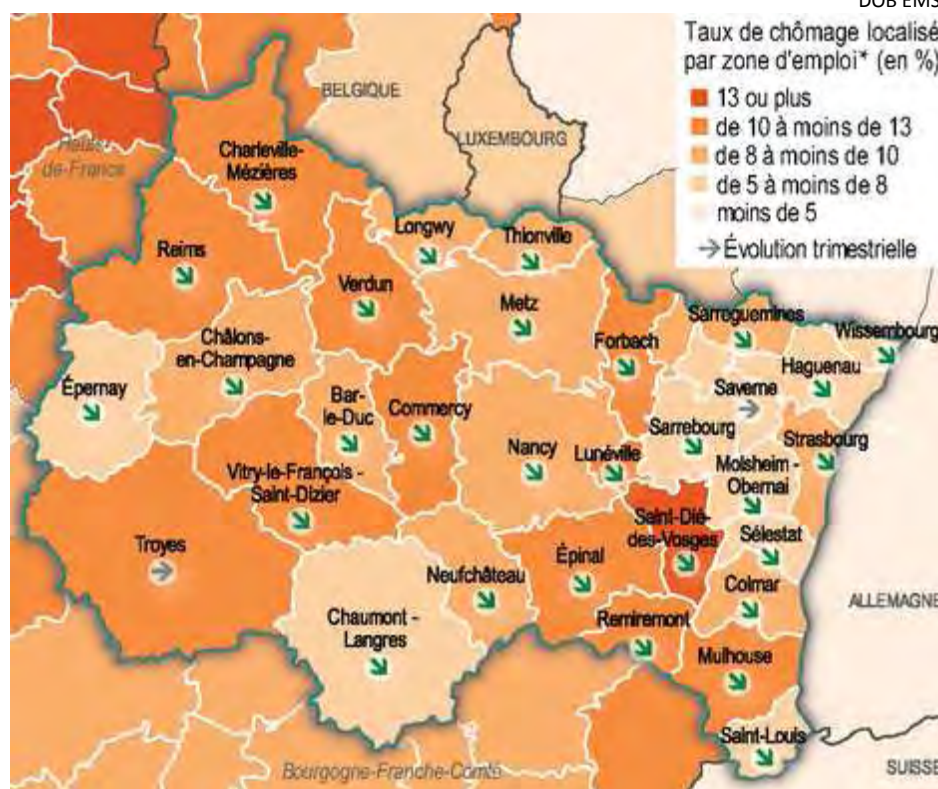 DOB EMS
Taux de chômage localisé
par zone d'emploi* (en %)
13 ou plus
de 10 à moins de 13
de 8 à moins de 10
de 5 à moins de 8
moins de 5
Évolution trimestrielle
BELGIQUE
LUXEMBOURG
Hauts-
de-France
Charleville-
Mézières
Longwy
Thionville
Reims
Verdun
Metz
Forbach
Sarreguemines
Wissembourg
Châlons-
en-Champagne
Haguenau
Épernay
Bar-
le-Duc
Commercy
Saverne
Nancy
Lunéville
Sarrebourg
Strasbourg
Molsheim -
Obernai
Vitry-le-François -
Saint-Dizier
Saint-Dié-
des-Vosges
Sélestat
Troyes
Neufchâteau
Épinal
Colmar
ALLEMAGNE
Chaumont -
Langres
Remiremont
Mulhouse
Saint-Louis
Bourgogne-Franche-Comté
SUISSE